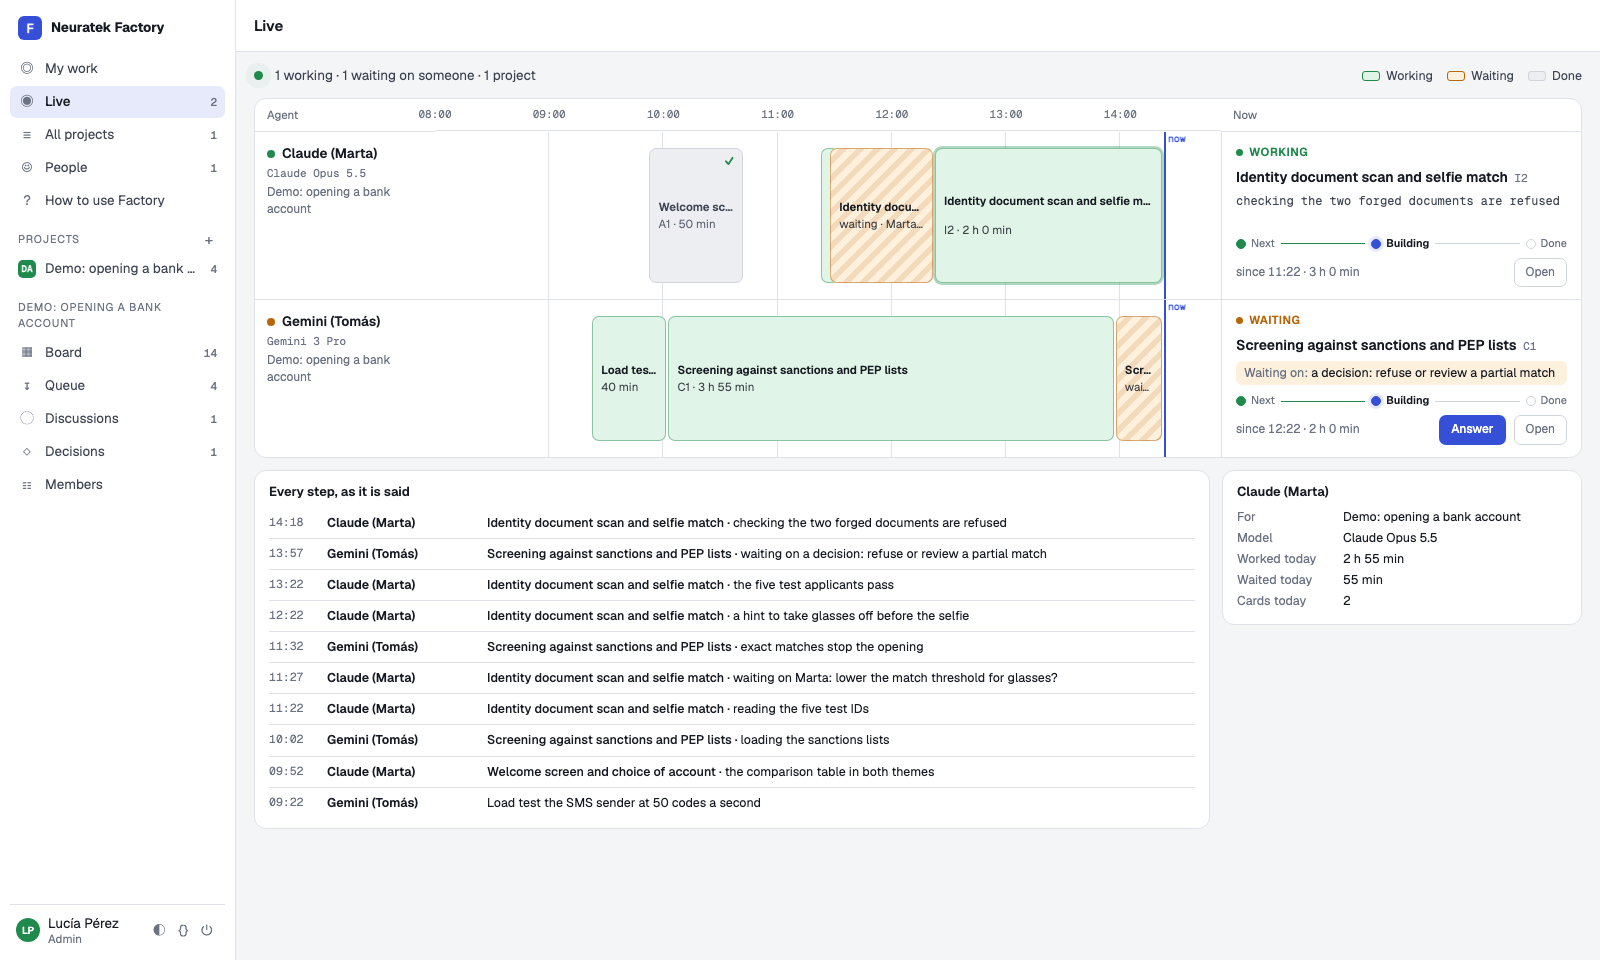 F Neuratek Factory
My work
Live 2
All projects 1
People 1
? How to use Factory
PROJECTS +
DA Demo: opening a bank … 4
DEMO: OPENING A BANK
ACCOUNT
Board 14
Queue 4
Discussions 1
Decisions 1
Members
LP Lucía Pérez
Admin
{}
Live
1 working · 1 waiting on someone · 1 project
Working Waiting Done
Agent 08:00 09:00 10:00 11:00 12:00 13:00 14:00 Now
Claude (Marta)
Claude Opus 5.5
Demo: opening a bank
account
Welcome sc…
A1 · 50 min
Identity docu…
waiting · Marta…
Identity document scan and selfie m…
I2 · 2 h 0 min
now
WORKING
Identity document scan and selfie match I2
checking the two forged documents are refused
Next Building Done
since 11:22 · 3 h 0 min Open
Gemini (Tomás)
Gemini 3 Pro
Demo: opening a bank
account
Load tes…
40 min
Screening against sanctions and PEP lists
C1 · 3 h 55 min
Scr…
wai…
now
WAITING
Screening against sanctions and PEP lists C1
Waiting on: a decision: refuse or review a partial match
Next Building Done
since 12:22 · 2 h 0 min Answer Open
Every step, as it is said
14:18 Claude (Marta) Identity document scan and selfie match · checking the two forged documents are refused
13:57 Gemini (Tomás) Screening against sanctions and PEP lists · waiting on a decision: refuse or review a partial match
13:22 Claude (Marta) Identity document scan and selfie match · the five test applicants pass
12:22 Claude (Marta) Identity document scan and selfie match · a hint to take glasses off before the selfie
11:32 Gemini (Tomás) Screening against sanctions and PEP lists · exact matches stop the opening
11:27 Claude (Marta) Identity document scan and selfie match · waiting on Marta: lower the match threshold for glasses?
11:22 Claude (Marta) Identity document scan and selfie match · reading the five test IDs
10:02 Gemini (Tomás) Screening against sanctions and PEP lists · loading the sanctions lists
09:52 Claude (Marta) Welcome screen and choice of account · the comparison table in both themes
09:22 Gemini (Tomás) Load test the SMS sender at 50 codes a second
Claude (Marta)
For Demo: opening a bank account
Model Claude Opus 5.5
Worked today 2 h 55 min
Waited today 55 min
Cards today 2